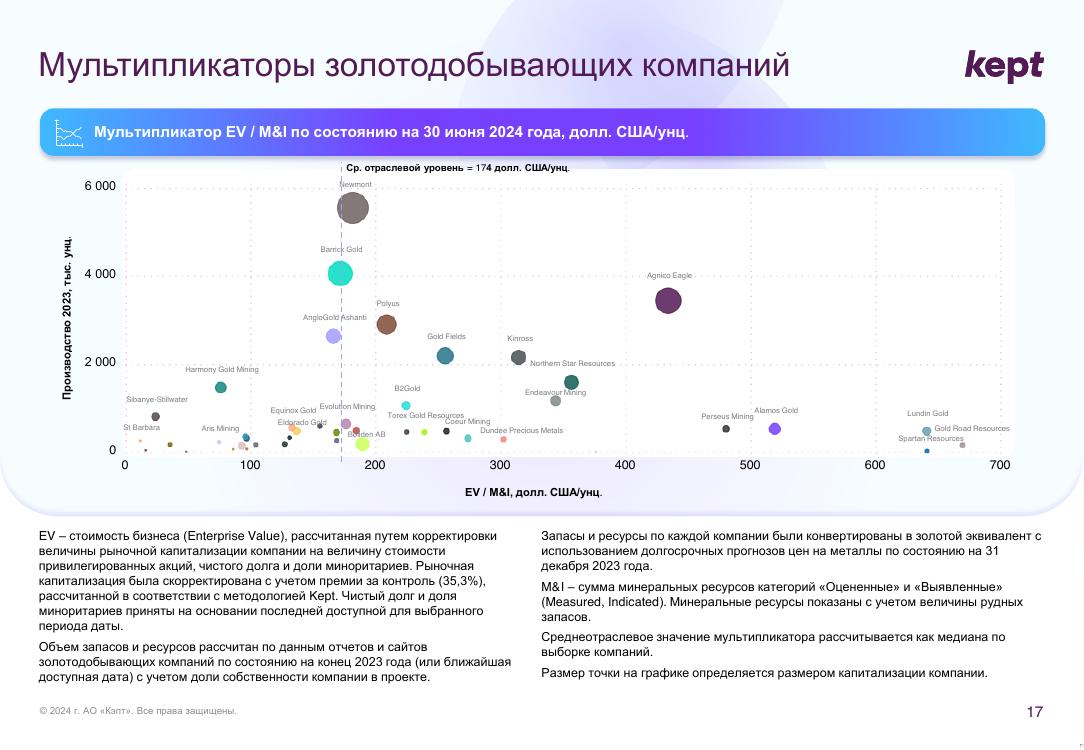 Мультипликаторы золотодобывающих компаний
kept
Мультипликатор EV / M&I по состоянию на 30 июня 2024 года, долл. США/унц.
Ср. отраслевой уровень = 174 долл. США/унц.
Производство 2023, тыс. унц.
6 000
4 000
2 000
0
Newmont
Barrick Gold
Agnico Eagle
Polyus
AngloGold Ashanti
Gold Fields
Kinross
Northern Star Resources
Harmony Gold Mining
B2Gold
Endeavour Mining
Sibanye-Stillwater
Equinox Gold
Evolution Mining
Alamos Gold
Lundin Gold
Torex Gold Resources
Perseus Mining
Eldorado Gold
Coeur Mining
St Barbara
Aris Mining
Boliden AB
Dundee Precious Metals
Gold Road Resources
Spartan Resources
0 100 200 300 400 500 600 700
EV / M&I, долл. США/унц.
EV – стоимость бизнеса (Enterprise Value), рассчитанная путем корректировки
величины рыночной капитализации компании на величину стоимости
привилегированных акций, чистого долга и доли миноритариев. Рыночная
капитализация была скорректирована с учетом премии за контроль (35,3%),
рассчитанной в соответствии с методологией Kept. Чистый долг и доля
миноритариев приняты на основании последней доступной для выбранного
периода даты.
Объем запасов и ресурсов рассчитан по данным отчетов и сайтов
золотодобывающих компаний по состоянию на конец 2023 года (или ближайшая
доступная дата) с учетом доли собственности компании в проекте.
Запасы и ресурсы по каждой компании были конвертированы в золотой эквивалент с
использованием долгосрочных прогнозов цен на металлы по состоянию на 31
декабря 2023 года.
M&I – сумма минеральных ресурсов категорий «Оцененные» и «Выявленные»
(Measured, Indicated). Минеральные ресурсы показаны с учетом величины рудных
запасов.
Среднеотраслевое значение мультипликатора рассчитывается как медиана по
выборке компаний.
Размер точки на графике определяется размером капитализации компании.
© 2024 г. АО «Кэпт». Все права защищены.
17